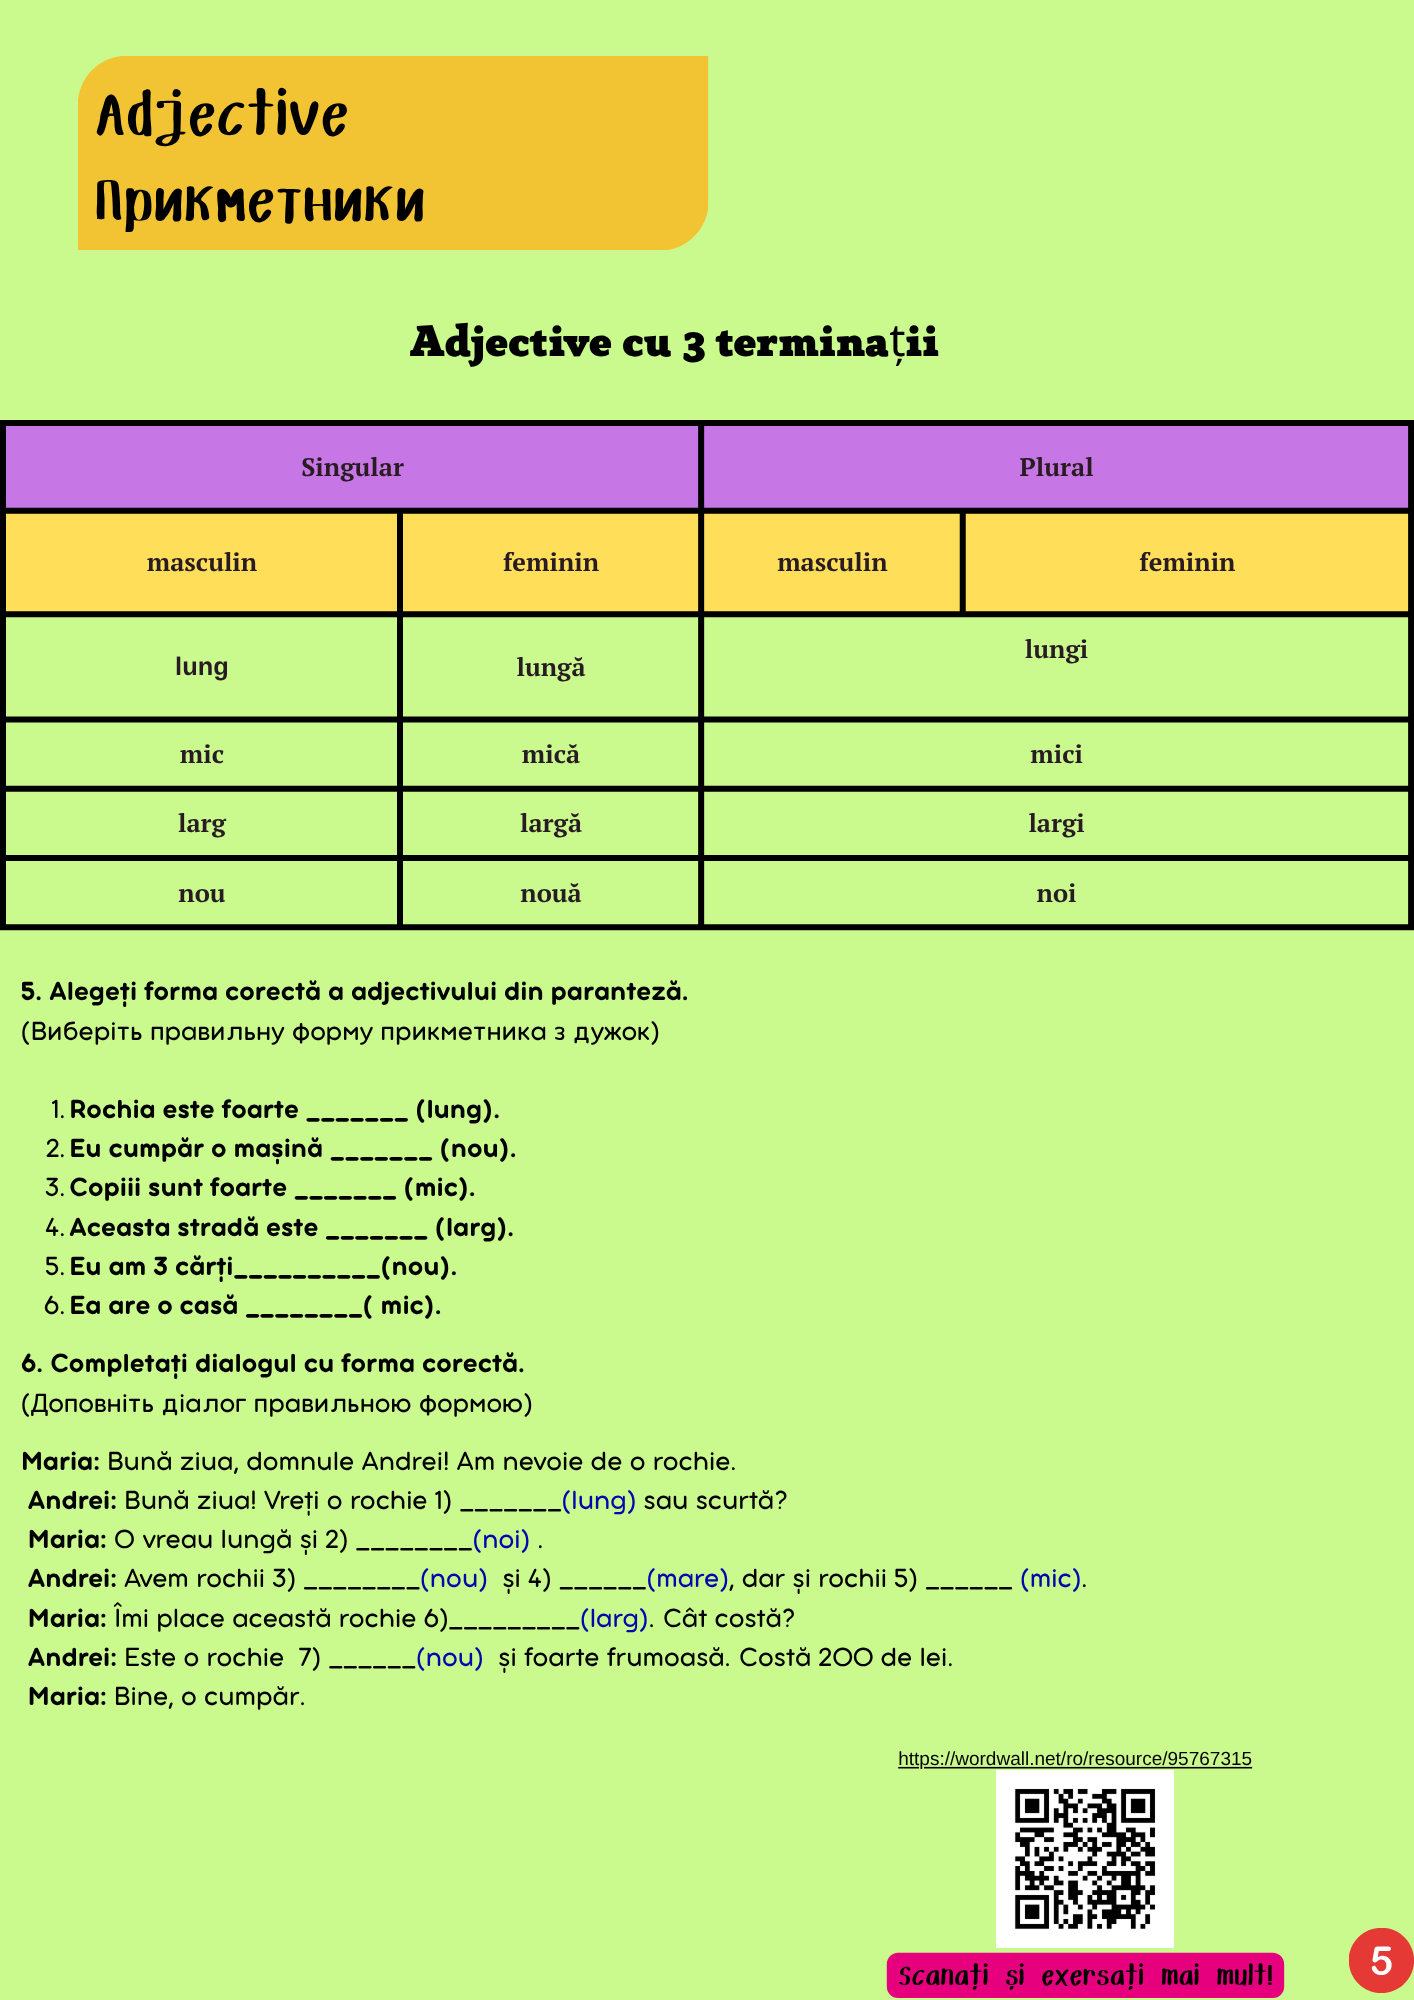 Adjective
Прикметники
Adjective cu 3 terminații
Singular Plural
masculin feminin masculin feminin
lung lungă lungi
mic mică mici
larg largă largi
nou nouă noi
5. Alegeți forma corectă a adjectivului din paranteză.
(Виберіть правильну форму прикметника з дужок)
1. Rochia este foarte _______ (lung).
2. Eu cumpăr o mașină _______ (nou).
3. Copiii sunt foarte _______ (mic).
4. Aceasta stradă este _______ (larg).
5. Eu am 3 cărți__________(nou).
6. Ea are o casă ________( mic).
6. Completați dialogul cu forma corectă.
(Доповніть діалог правильною формою)
Maria: Bună ziua, domnule Andrei! Am nevoie de o rochie.
Andrei: Bună ziua! Vreți o rochie 1) _______(lung) sau scurtă?
Maria: O vreau lungă și 2) ________(noi) .
Andrei: Avem rochii 3) ________(nou) și 4) ______(mare), dar și rochii 5) ______ (mic).
Maria: Îmi place această rochie 6)_________(larg). Cât costă?
Andrei: Este o rochie 7) ______(nou) și foarte frumoasă. Costă 200 de lei.
Maria: Bine, o cumpăr.
https://wordwall.net/ro/resource/95767315
Scanați și exersați mai mult!
5